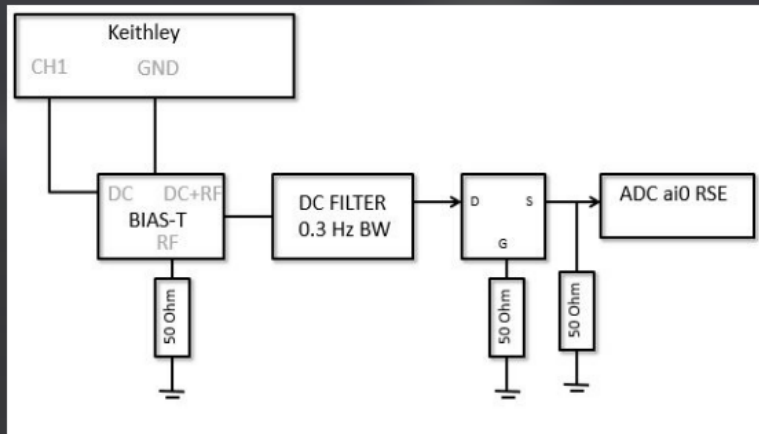 Keithley
CH1 GND
DC DC+RF
BIAS-T
RF
DC FILTER
0.3 Hz BW
D S
G
ADC ai0 RSE
50 Ohm
50 Ohm
50 Ohm